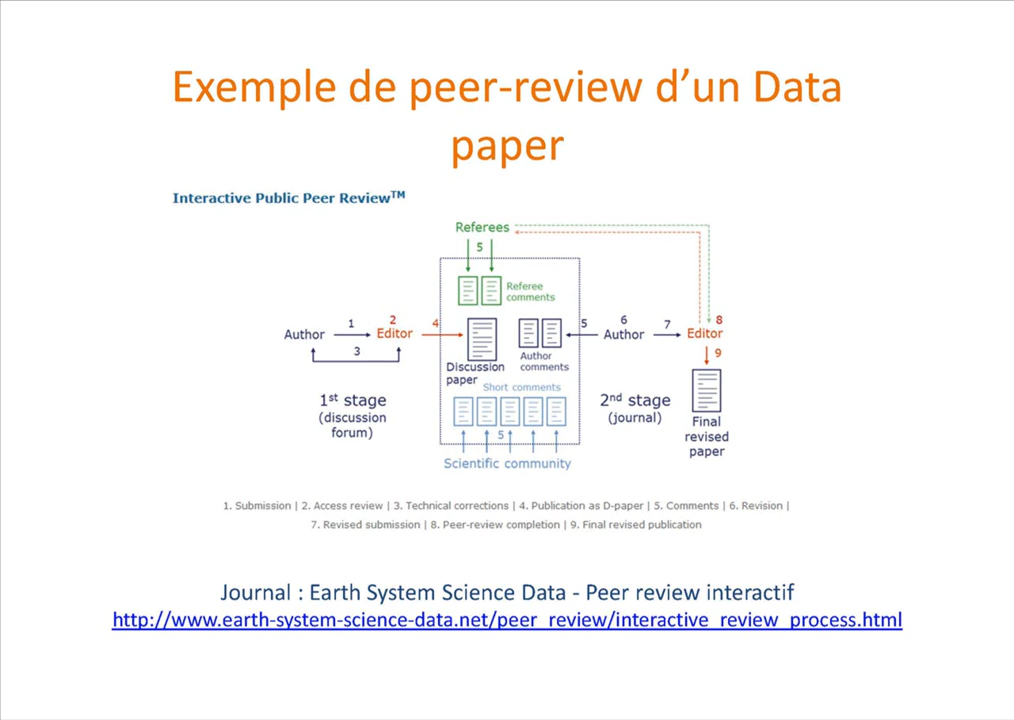 Exemple de peer-review d’un Data
paper
Interactive Public Peer Review™
Referees
5
Referee
comments
Author
1
2
Editor
3
4
Discussion
paper
Author
comments
5
6
Author
7
8
Editor
9
Short comments
1st stage
(discussion
forum)
5
2nd stage
(journal)
Final
revised
paper
Scientific community
1. Submission | 2. Access review | 3. Technical corrections | 4. Publication as D-paper | 5. Comments | 6. Revision |
7. Revised submission | 8. Peer-review completion | 9. Final revised publication
Journal : Earth System Science Data - Peer review interactif
http://www.earth-system-science-data.net/peer_review/interactive_review_process.html